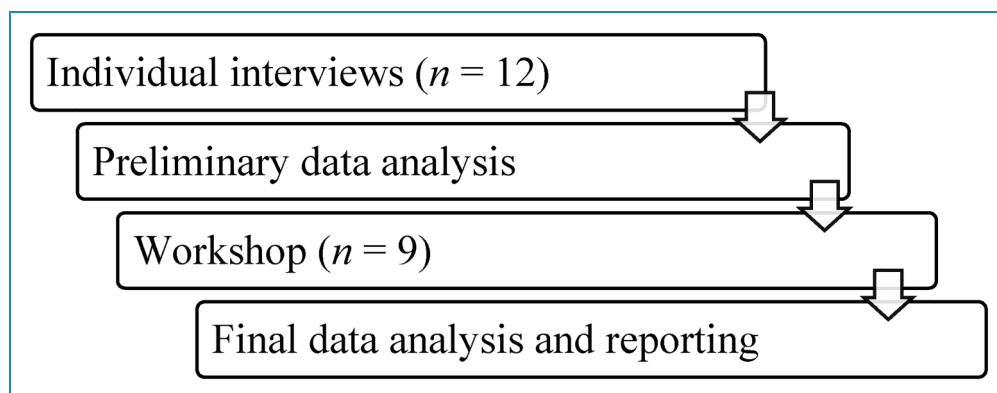 Individual interviews (n = 12)
Preliminary data analysis
Workshop (n = 9)
Final data analysis and reporting